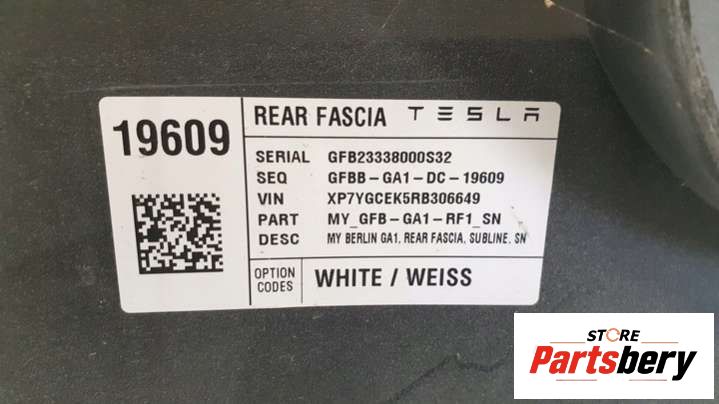 19609
REAR FASCIA TESLA
SERIAL GFB23338000S32
SEQ GFBB-GA1-DC-19609
VIN XP7YGCEK5RB306649
PART MY_GFB-GA1-RF1_SN
DESC MY BERLIN GA1, REAR FASCIA, SUBLINE, SN
OPTION CODES WHITE / WEISS
STORE
Partsbery